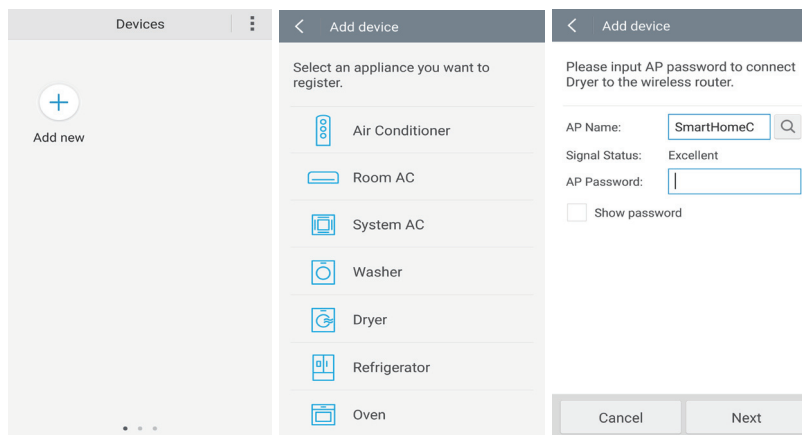 Devices
Add new
Add device
Select an appliance you want to
register.
Air Conditioner
Room AC
System AC
Washer
Dryer
Refrigerator
Oven
Add device
Please input AP password to connect
Dryer to the wireless router.
AP Name: SmartHomeC
Signal Status: Excellent
AP Password:
Show password
Cancel Next